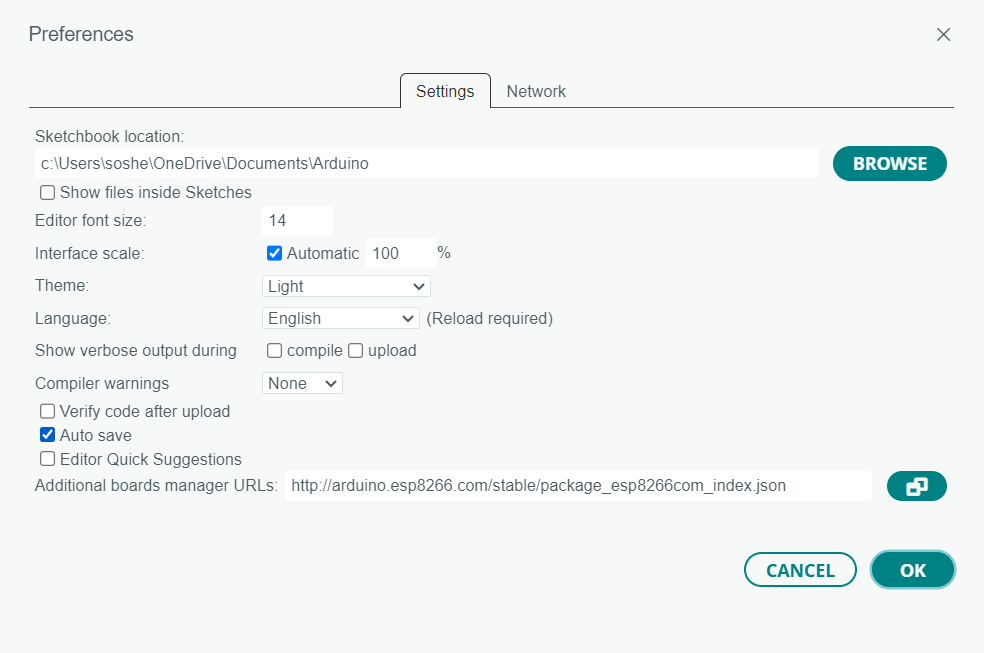 Preferences
Settings Network
Sketchbook location:
c:\Users\soshe\OneDrive\Documents\Arduino BROWSE
Show files inside Sketches
Editor font size: 14
Interface scale: Automatic 100 %
Theme: Light
Language: English (Reload required)
Show verbose output during compile upload
Compiler warnings None
Verify code after upload
Auto save
Editor Quick Suggestions
Additional boards manager URLs: http://arduino.esp8266.com/stable/package_esp8266com_index.json
CANCEL OK